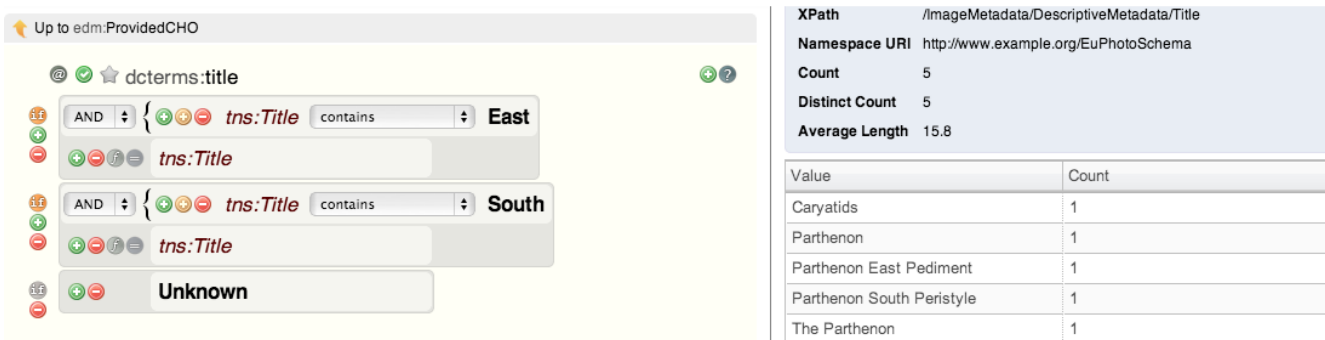 Up to edm:ProvidedCHO
@ dcterms:title ?
if AND { tns:Title contains East
tns:Title
if AND { tns:Title contains South
tns:Title
if Unknown
XPath /ImageMetadata/DescriptiveMetadata/Title
Namespace URI http://www.example.org/EuPhotoSchema
Count 5
Distinct Count 5
Average Length 15.8
Value Count
Caryatids 1
Parthenon 1
Parthenon East Pediment 1
Parthenon South Peristyle 1
The Parthenon 1